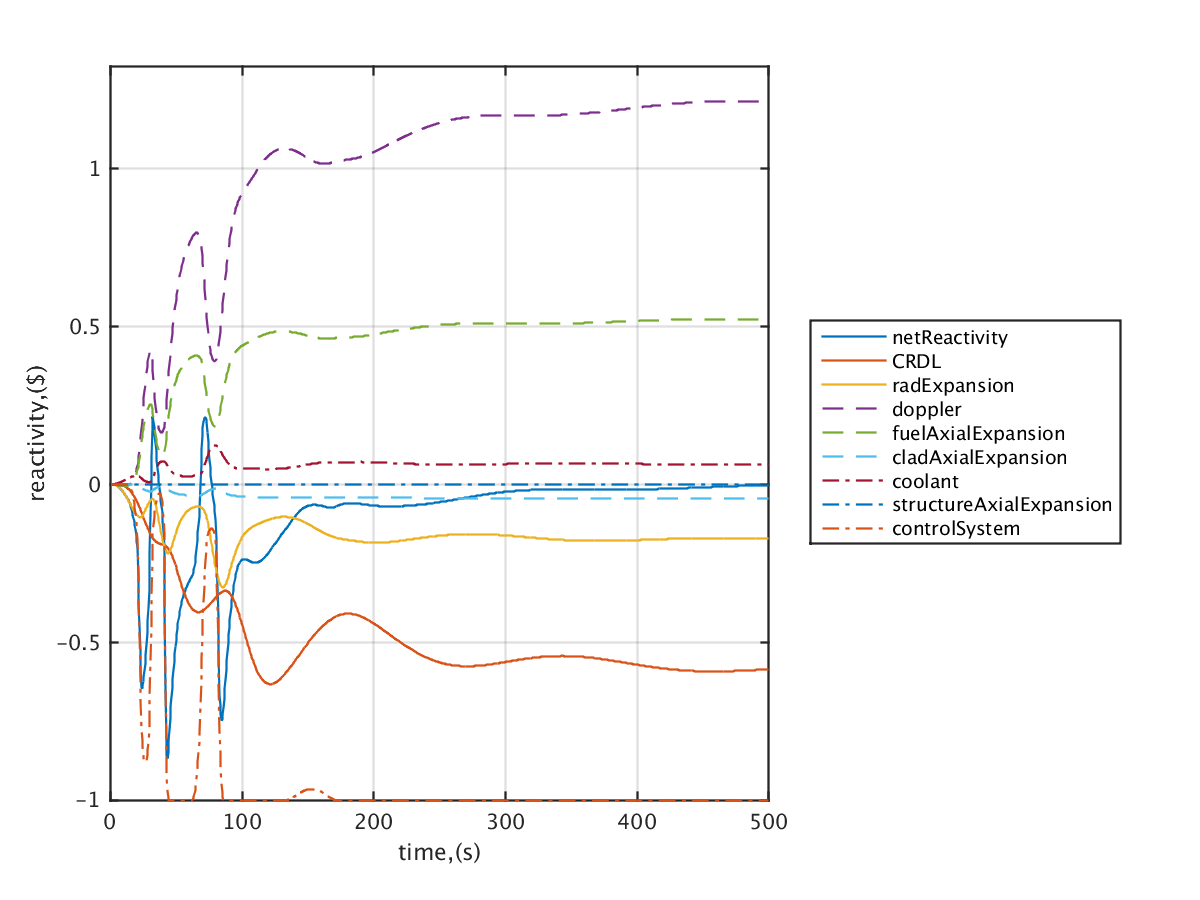 reactivity,($)
1
0.5
0
-0.5
-1
0
100
200
300
400
500
time,(s)
netReactivity
CRDL
radExpansion
doppler
fuelAxialExpansion
cladAxialExpansion
coolant
structureAxialExpansion
controlSystem